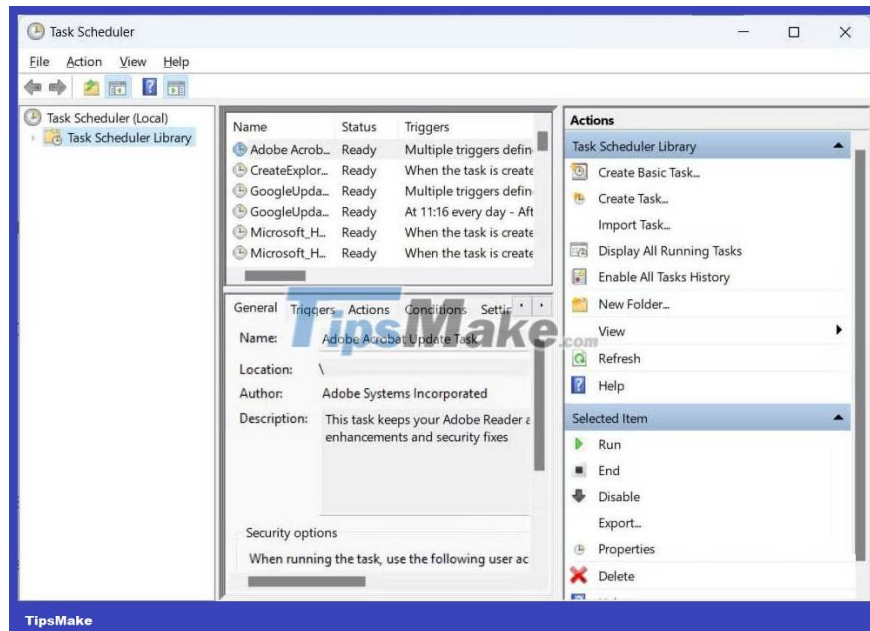 Task Scheduler
File Action View Help
Task Scheduler (Local)
Task Scheduler Library
Name Status Triggers
Adobe Acrob... Ready Multiple triggers defin
CreateExplor... Ready When the task is create
GoogleUpda... Ready Multiple triggers defin
GoogleUpda... Ready At 11:16 every day - Aft
Microsoft_H... Ready When the task is create
Microsoft_H... Ready When the task is create
General Triggers Actions Conditions Settir
Name: Adobe Acrobat Update Task
Location: \
Author: Adobe Systems Incorporated
Description: This task keeps your Adobe Reader a
enhancements and security fixes
Security options
When running the task, use the following user ac
Actions
Task Scheduler Library
Create Basic Task...
Create Task...
Import Task...
Display All Running Tasks
Enable All Tasks History
New Folder...
View
Refresh
Help
Selected Item
Run
End
Disable
Export...
Properties
Delete
TipsMake.com
TipsMake